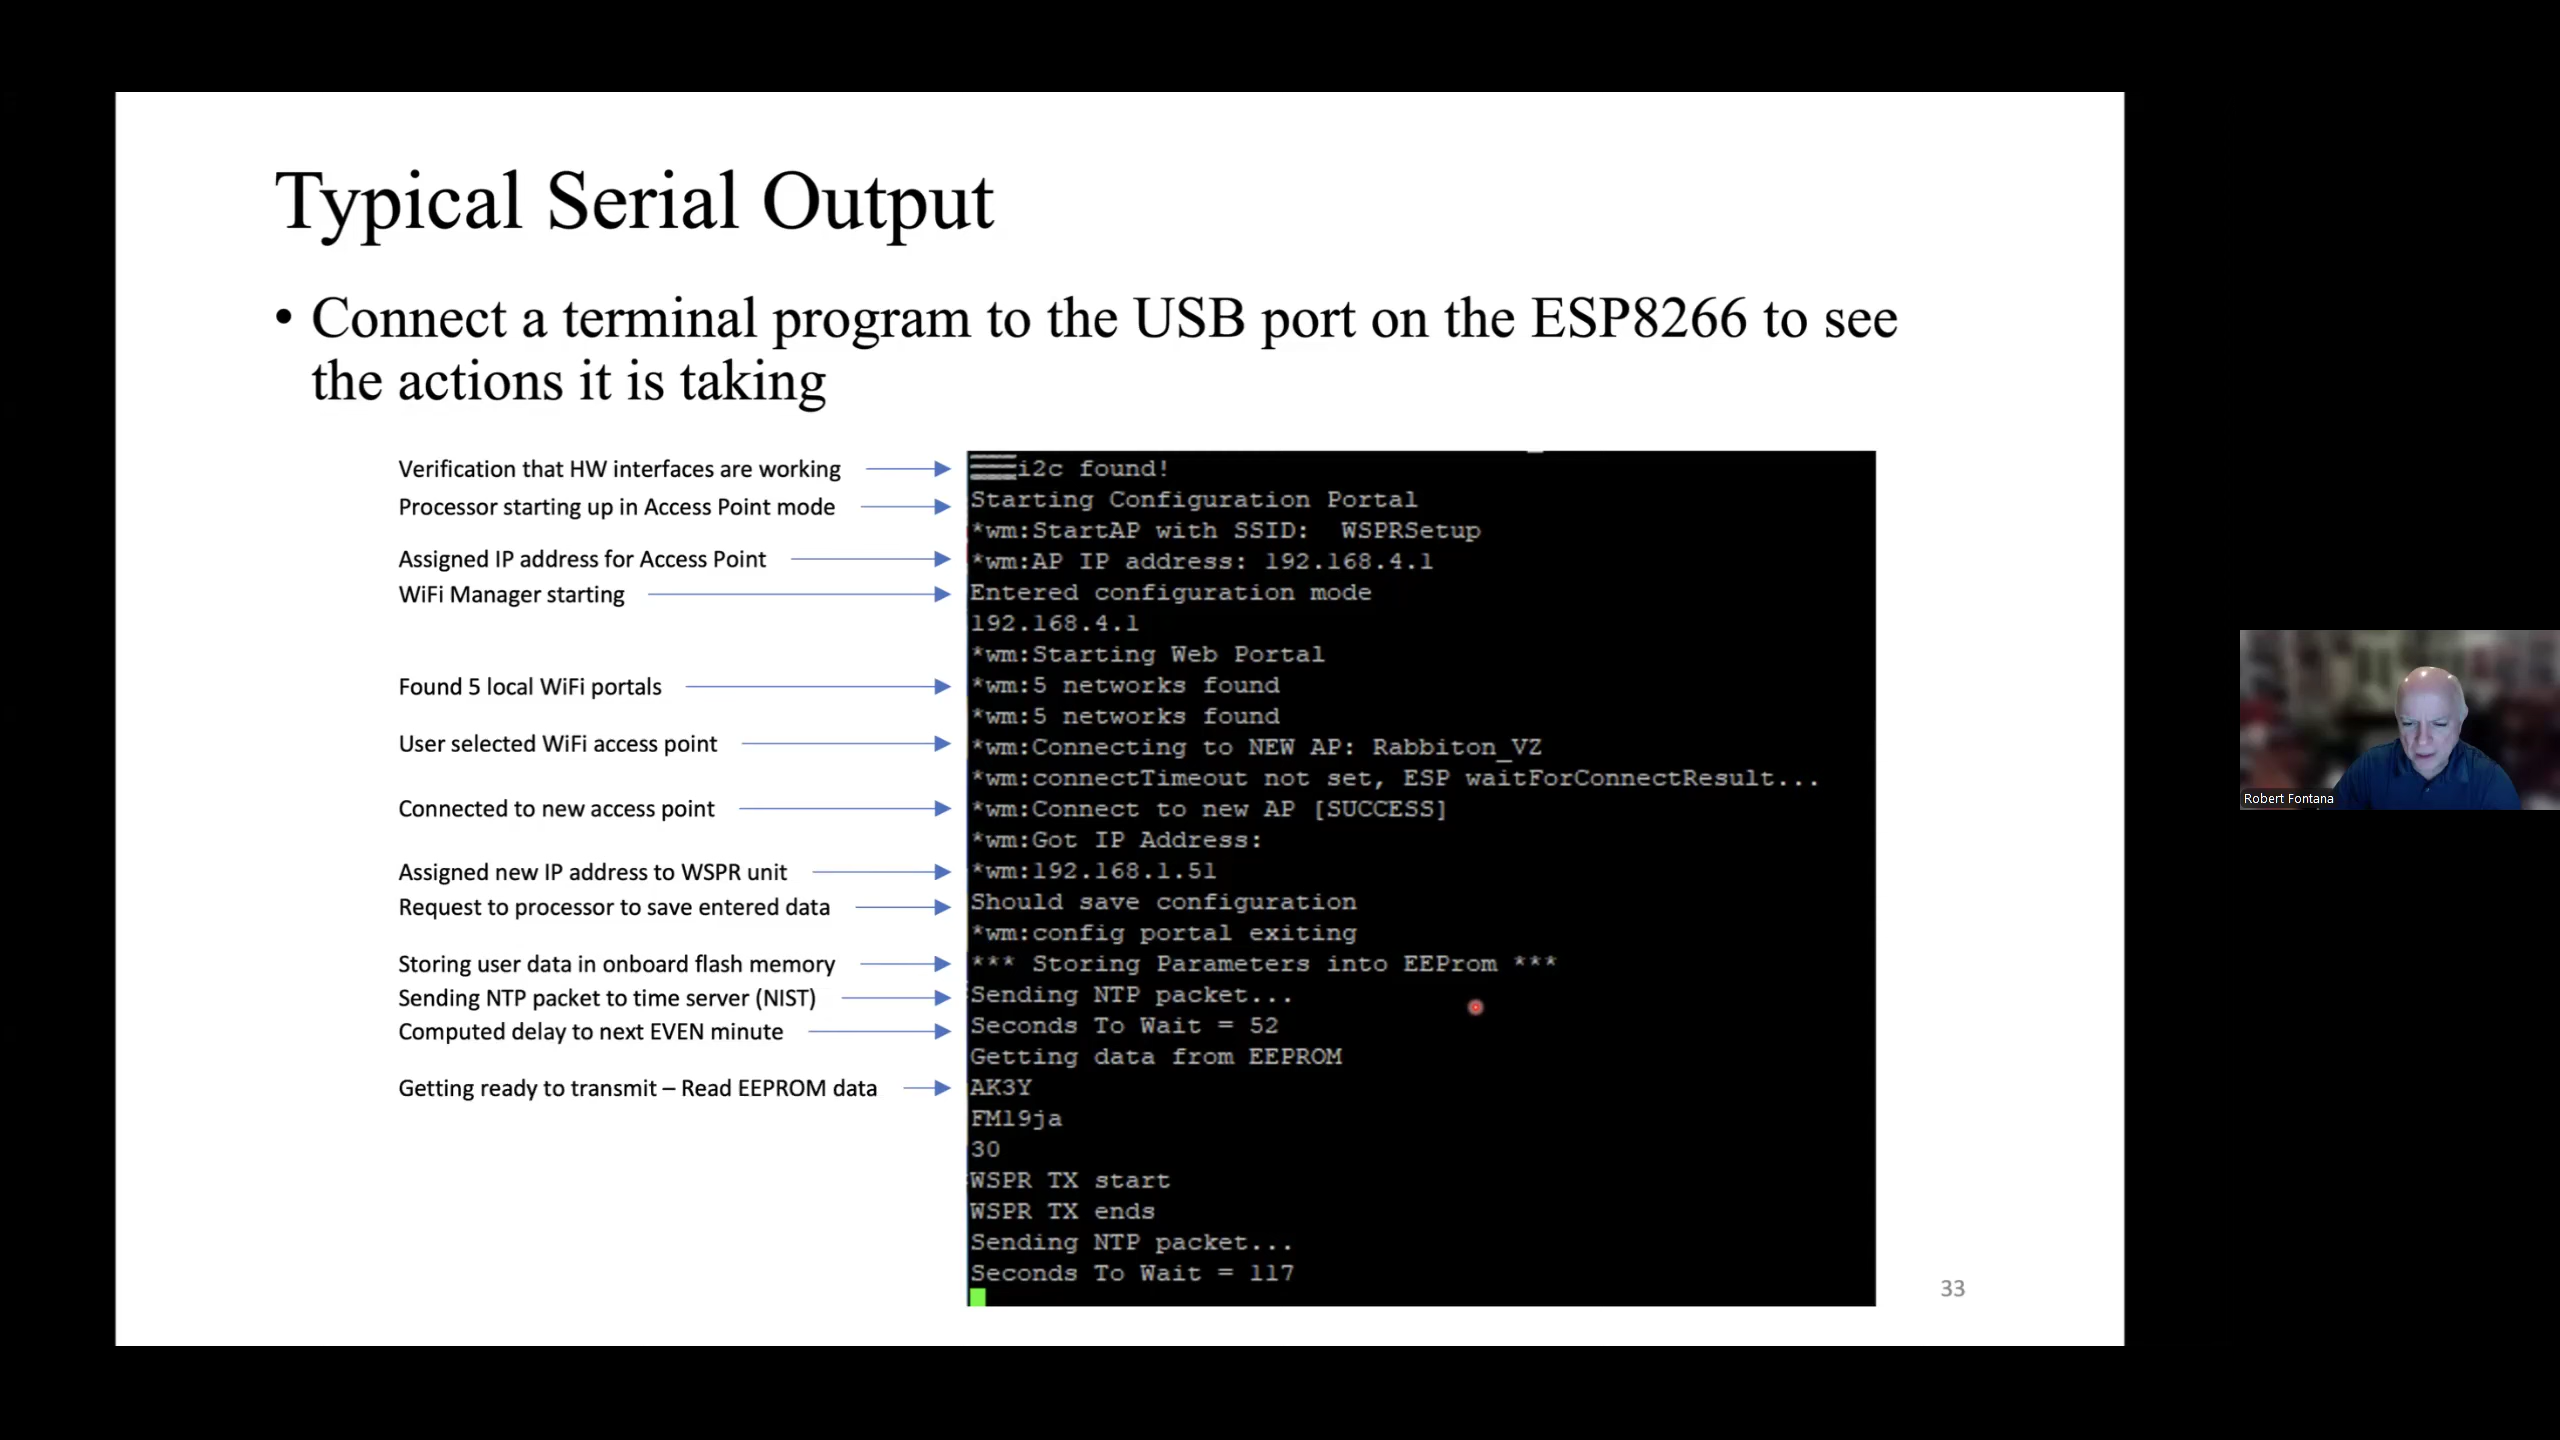 Typical Serial Output
• Connect a terminal program to the USB port on the ESP8266 to see
the actions it is taking
Verification that HW interfaces are working
Processor starting up in Access Point mode
Assigned IP address for Access Point
WiFi Manager starting
Found 5 local WiFi portals
User selected WiFi access point
Connected to new access point
Assigned new IP address to WSPR unit
Request to processor to save entered data
Storing user data in onboard flash memory
Sending NTP packet to time server (NIST)
Computed delay to next EVEN minute
Getting ready to transmit – Read EEPROM data
i2c found!
Starting Configuration Portal
*wm:StartAP with SSID:  WSPRSetup
*wm:AP IP address: 192.168.4.1
Entered configuration mode
192.168.4.1
*wm:Starting Web Portal
*wm:5 networks found
*wm:5 networks found
*wm:Connecting to NEW AP: Rabbiton_VZ
*wm:connectTimeout not set, ESP waitForConnectResult...
*wm:Connect to new AP [SUCCESS]
*wm:Got IP Address:
*wm:192.168.1.51
Should save configuration
*wm:config portal exiting
*** Storing Parameters into EEProm ***
Sending NTP packet...
Seconds To Wait = 52
Getting data from EEPROM
AK3Y
FM19ja
30
WSPR TX start
WSPR TX ends
Sending NTP packet...
Seconds To Wait = 117
33
Robert Fontana